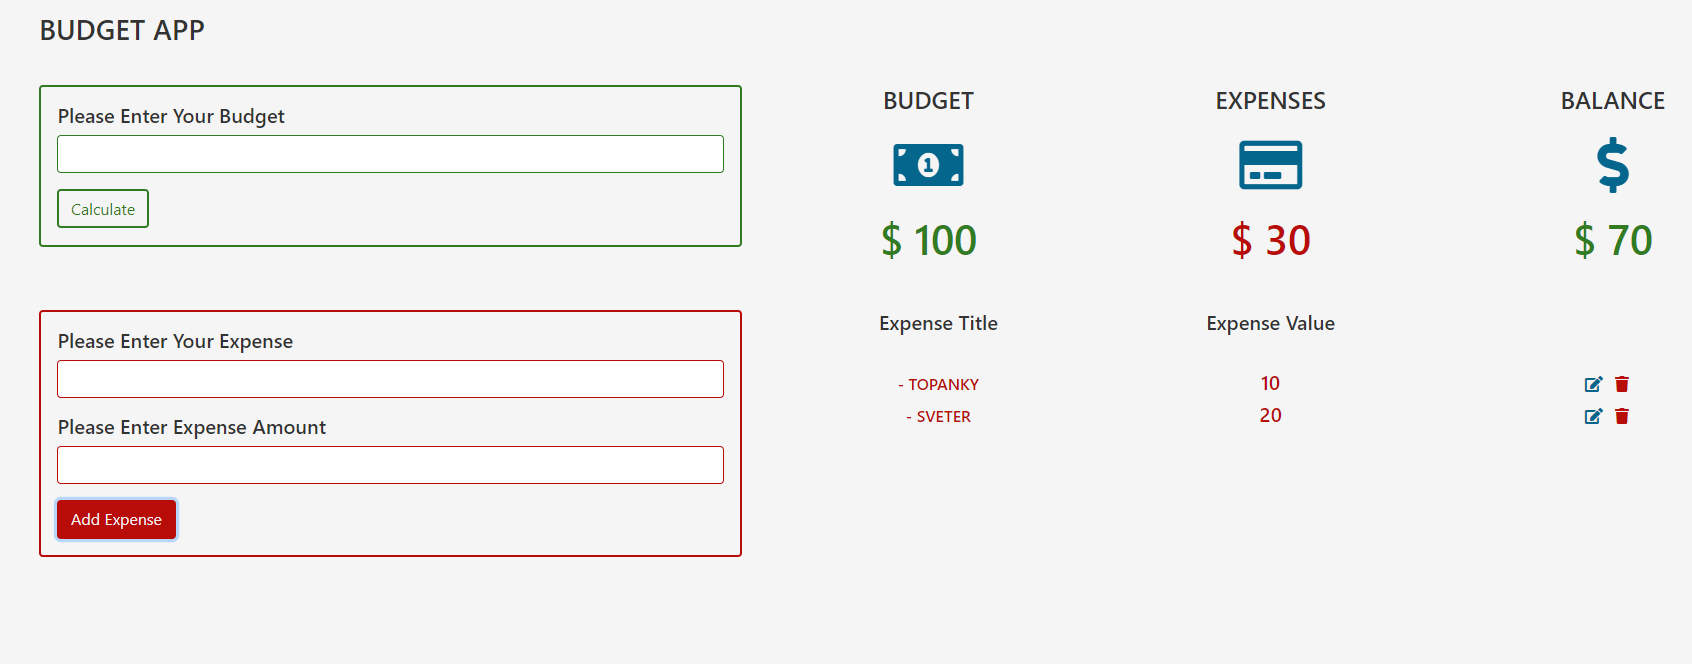 BUDGET APP
Please Enter Your Budget
Calculate
BUDGET EXPENSES BALANCE
1
$ 100 $ 30 $ 70
Please Enter Your Expense
Please Enter Expense Amount
Add Expense
Expense Title Expense Value
- TOPANKY 10
- SVETER 20